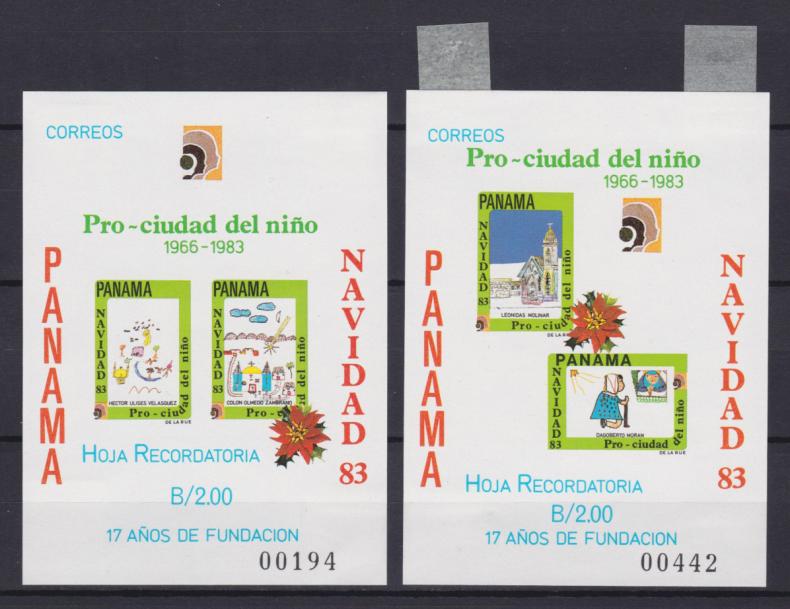 CORREOS
Pro-ciudad del niño
1966-1983
PANAMA
NAVIDAD 83
PANAMA
NAVIDAD 83
HECTOR ULISES VELASQUEZ
Pro-ciudad del niño
DE LA RUE
PANAMA
NAVIDAD 83
COLON OLMEDO ZAMBRANO
Pro-ciudad del niño
HOJA RECORDATORIA
B/2.00
17 AÑOS DE FUNDACION
00194
CORREOS
Pro-ciudad del niño
1966-1983
PANAMA
NAVIDAD 83
PANAMA
NAVIDAD 83
LEONIDAS MOLINAR
Pro-ciudad del niño
DE LA RUE
PANAMA
NAVIDAD 83
DAGOBERTO MORAN
Pro-ciudad del niño
DE LA RUE
HOJA RECORDATORIA
B/2.00
17 AÑOS DE FUNDACION
00442